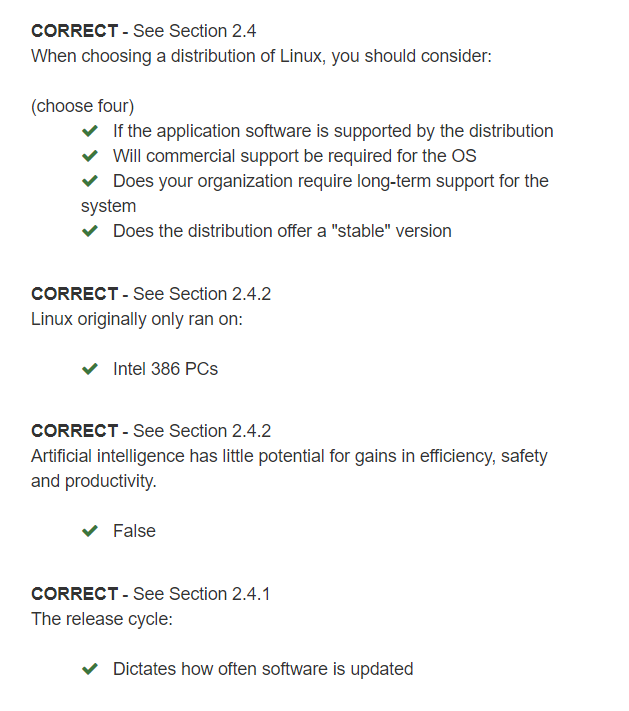 CORRECT - See Section 2.4
When choosing a distribution of Linux, you should consider:
(choose four)
✔ If the application software is supported by the distribution
✔ Will commercial support be required for the OS
✔ Does your organization require long-term support for the
system
✔ Does the distribution offer a "stable" version
CORRECT - See Section 2.4.2
Linux originally only ran on:
✔ Intel 386 PCs
CORRECT - See Section 2.4.2
Artificial intelligence has little potential for gains in efficiency, safety
and productivity.
✔ False
CORRECT - See Section 2.4.1
The release cycle:
✔ Dictates how often software is updated